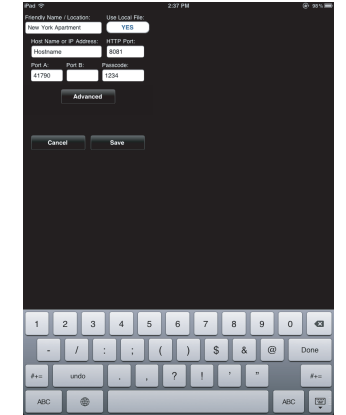 iPad 2:37 PM 95%
Friendly Name / Location: Use Local File:
New York Apartment YES
Host Name or IP Address: HTTP Port:
Hostname 8081
Port A: Port B: Passcode:
41790 1234
Advanced
Cancel Save
1 2 3 4 5 6 7 8 9 0
- / : ; ( ) $ & @ Done
#+= undo . , ? ! ' " #+=
ABC ABC